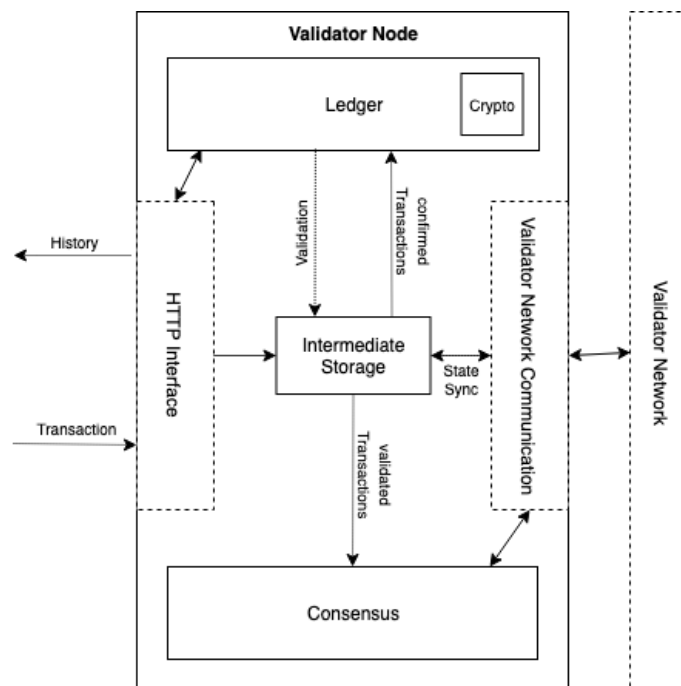 Validator Node
Ledger
Crypto
Validation
confirmed
Transactions
History
HTTP Interface
Transaction
Intermediate
Storage
State
Sync
Validator Network Communication
Validator Network
validated
Transactions
Consensus